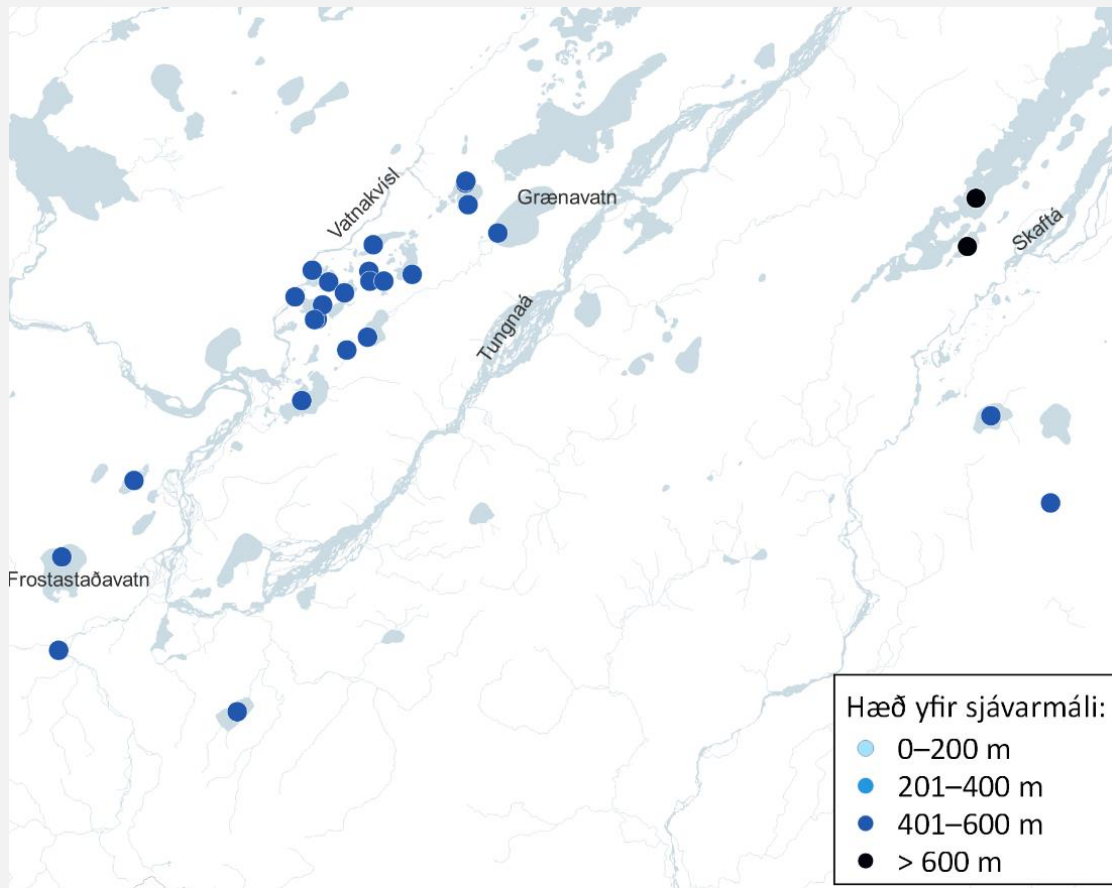 Vatnakvísl
Grænavatn
Skaftá
Tungnaá
Frostastaðavatn
Hæð yfir sjávarmáli:
0–200 m
201–400 m
401–600 m
> 600 m